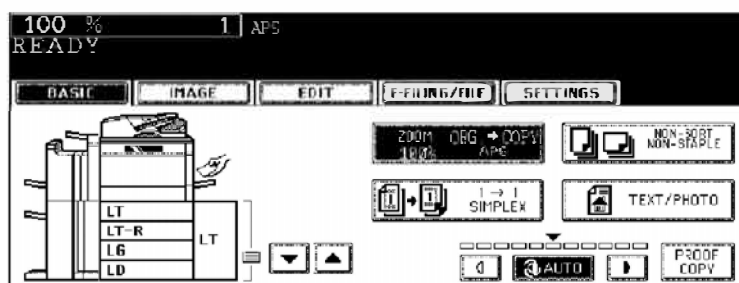 100 % 1 APS
READY
BASIC IMAGE EDIT E-FILING/FILE SETTINGS
ZOOM ORG ➔ COPY
100% APS
NON-SORT
NON-STAPLE
1 → 1
SIMPLEX
TEXT/PHOTO
LT
LT-R
LG
LD
LT
AUTO
PROOF
COPY